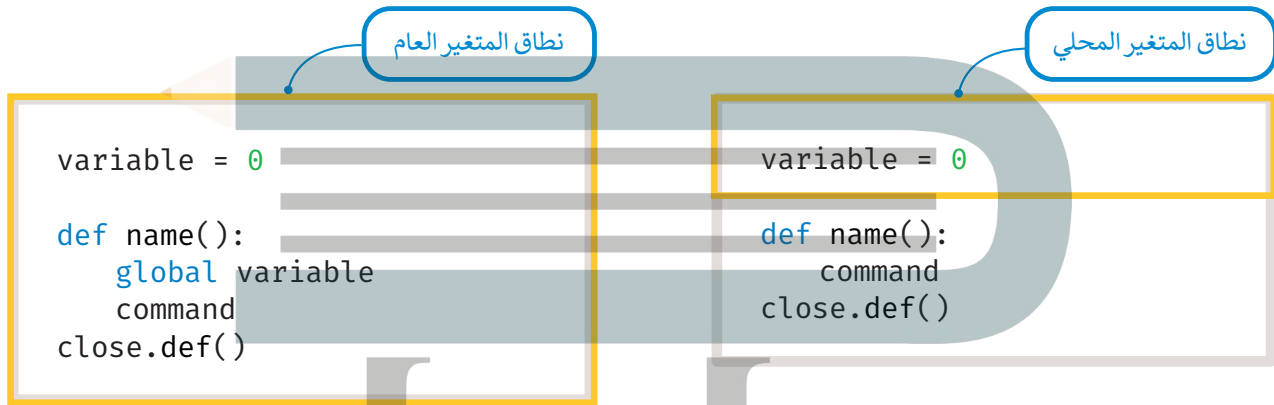 نطاق المتغير المحلي
variable = 0
def name():
command
close.def()
نطاق المتغير العام
variable = 0
def name():
global variable
command
close.def()